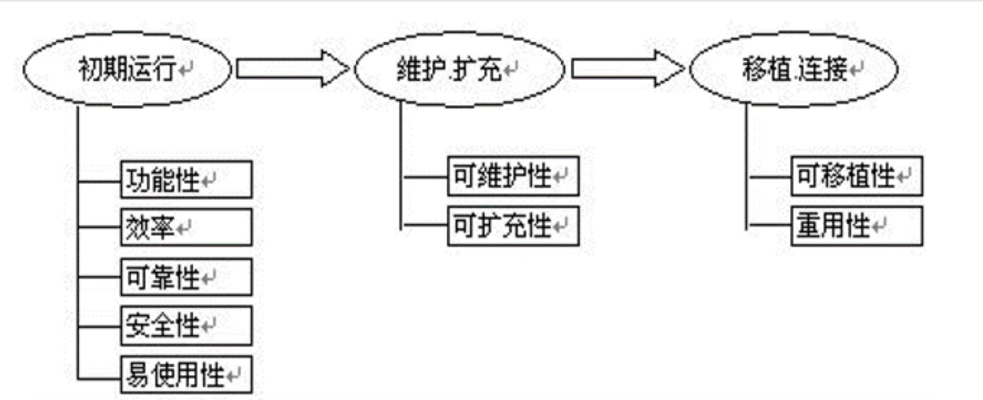 初期运行
维护.扩充
移植.连接
功能性
效率
可靠性
安全性
易使用性
可维护性
可扩充性
可移植性
重用性